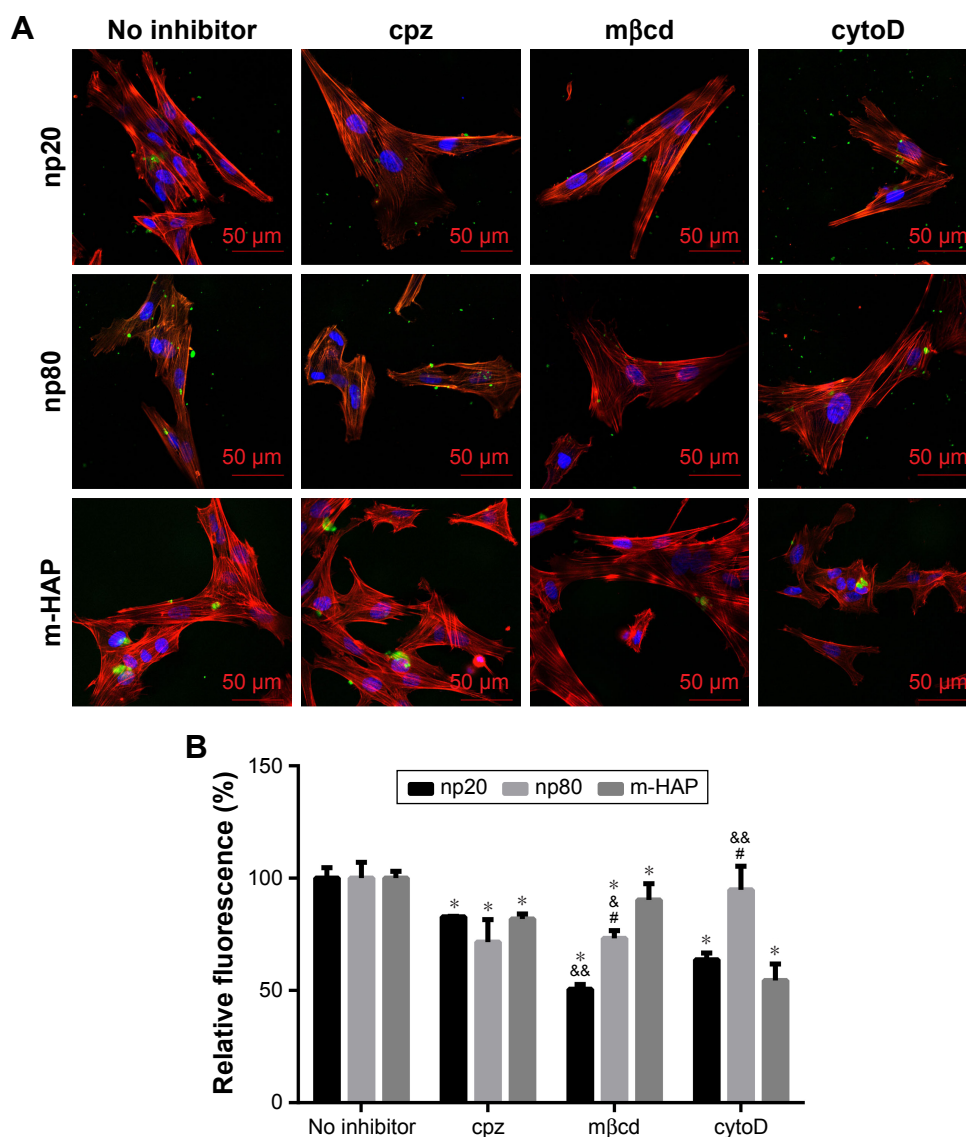 A
No inhibitor cpz mβcd cytoD
np20
50 µm 50 µm 50 µm 50 µm
np80
50 µm 50 µm 50 µm 50 µm
m-HAP
50 µm 50 µm 50 µm 50 µm
B
Relative fluorescence (%)
150
100
50
0
np20 np80 m-HAP
* * *
*
&&
*
&
#
*
*
&&
#
*
No inhibitor cpz mβcd cytoD